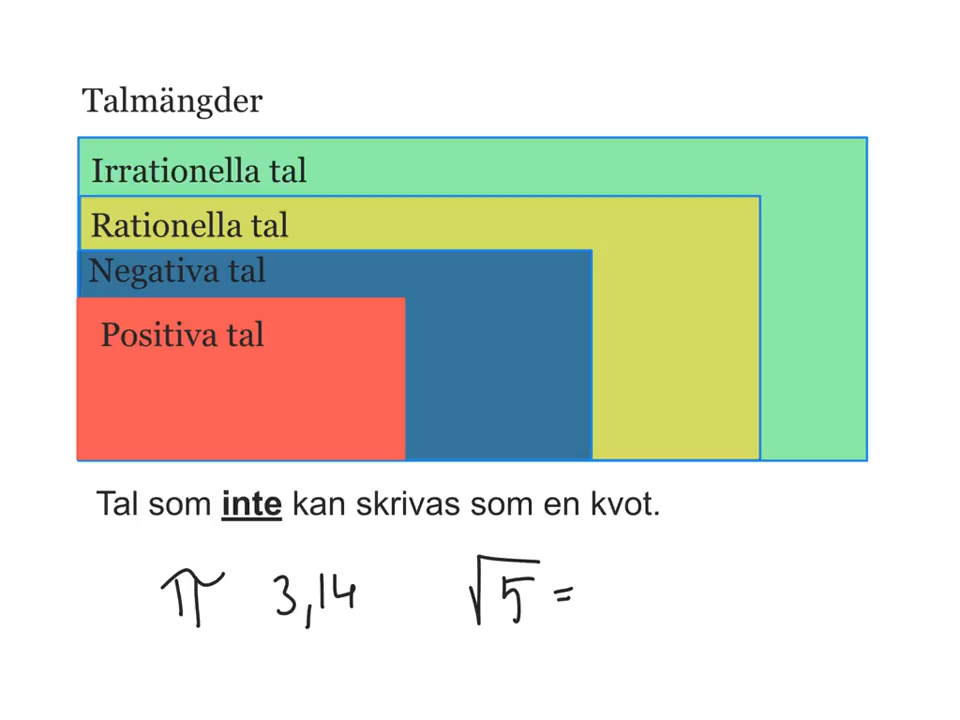 Talmängder
Irrationella tal
Rationella tal
Negativa tal
Positiva tal
Tal som inte kan skrivas som en kvot.
π 3,14 √5 =